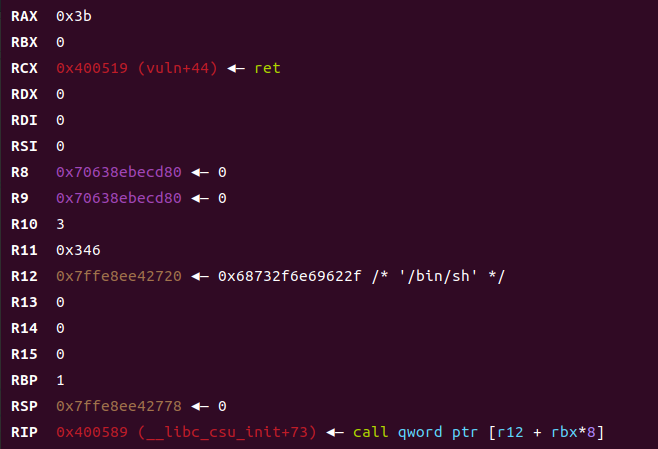 RAX 0x3b
RBX 0
RCX 0x400519 (vuln+44) ◂— ret
RDX 0
RDI 0
RSI 0
R8 0x70638ebecd80 ◂— 0
R9 0x70638ebecd80 ◂— 0
R10 3
R11 0x346
R12 0x7ffe8ee42720 ◂— 0x68732f6e69622f /* '/bin/sh' */
R13 0
R14 0
R15 0
RBP 1
RSP 0x7ffe8ee42778 ◂— 0
RIP 0x400589 (__libc_csu_init+73) ◂— call qword ptr [r12 + rbx*8]